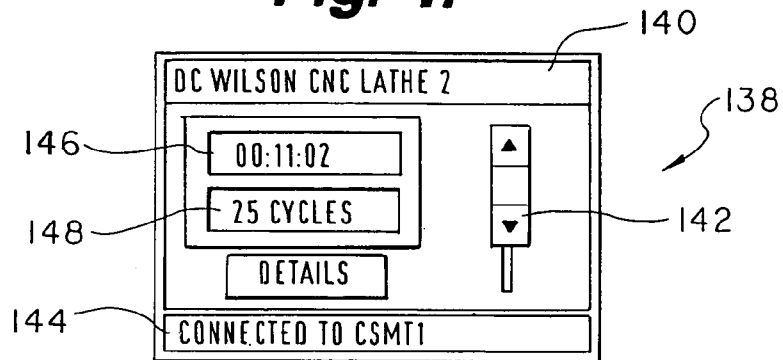 140
DC WILSON CNC LATHE 2
138
146
00:11:02
148
25 CYCLES
142
DETAILS
144
CONNECTED TO CSMT1